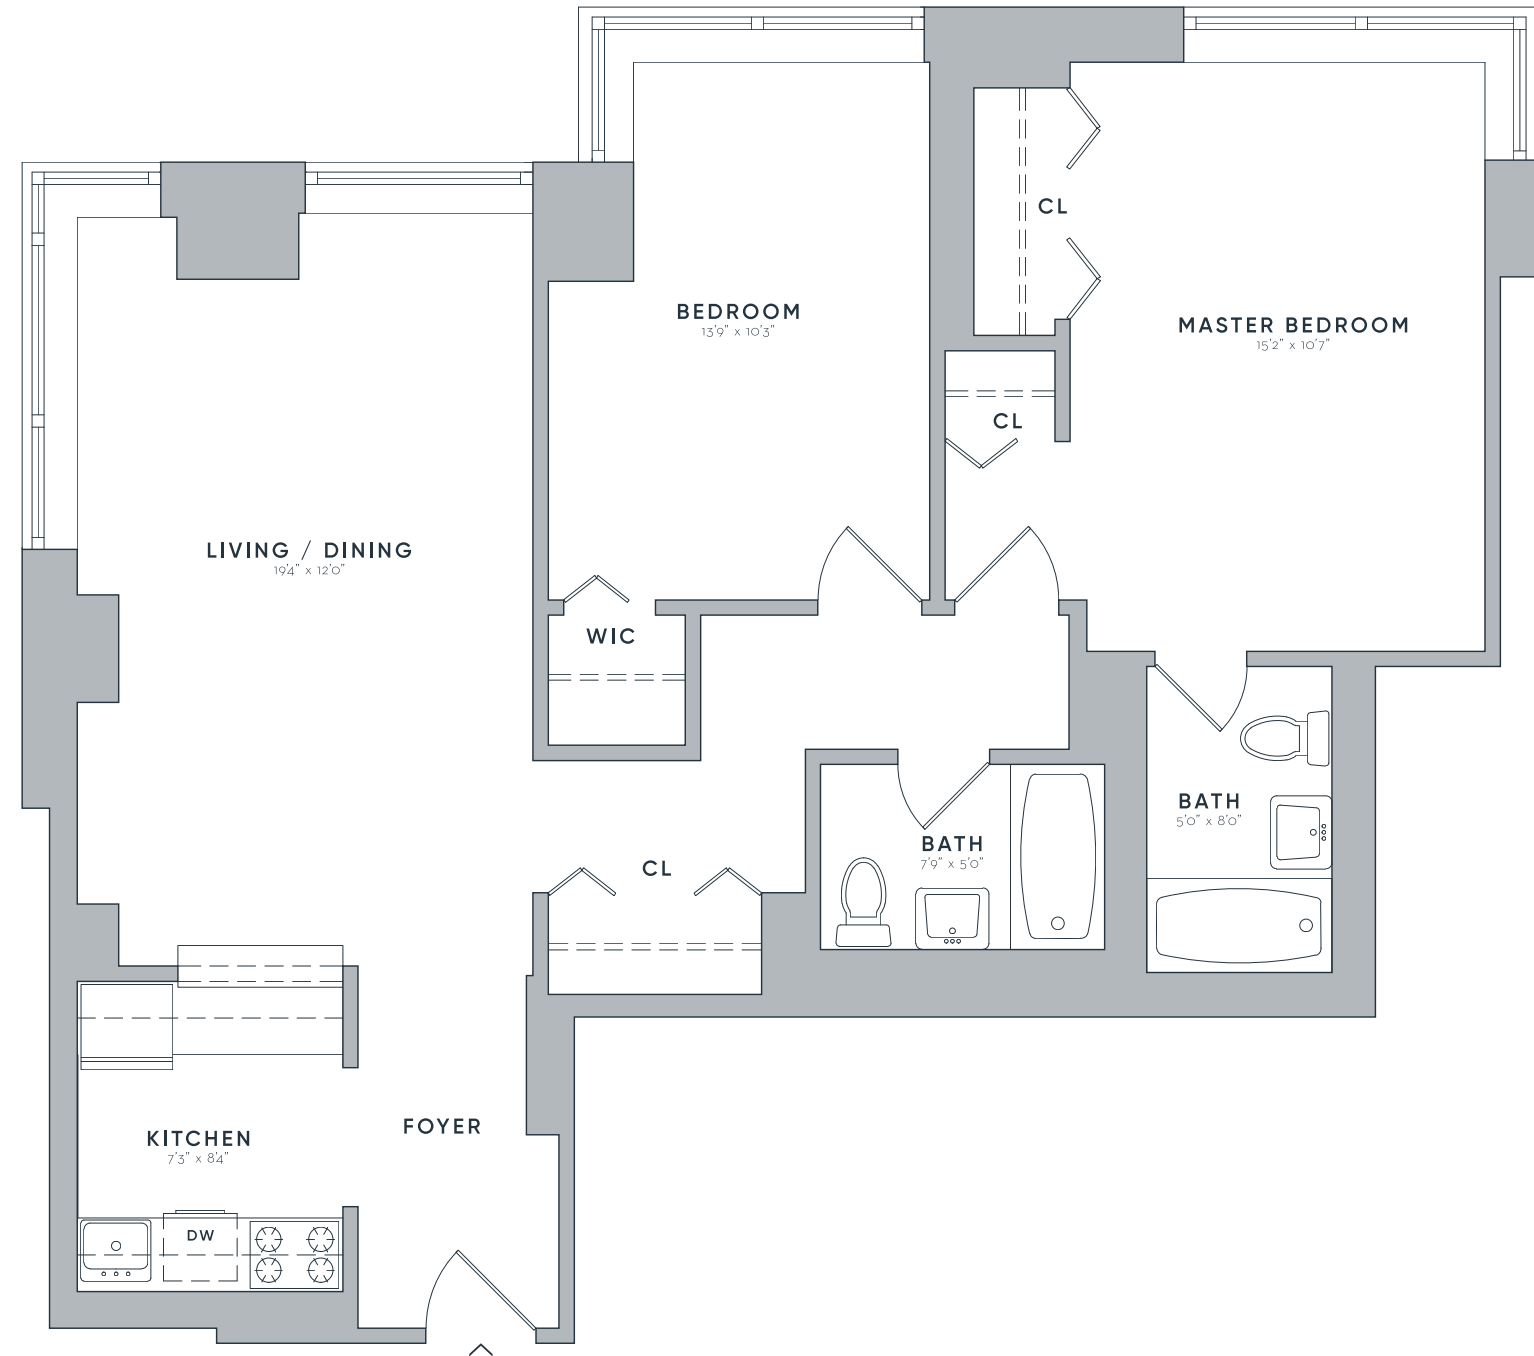 CL
BEDROOM
13'9" x 10'3"
MASTER BEDROOM
15'2" x 10'7"
CL
LIVING / DINING
19'4" x 12'0"
WIC
BATH
5'0" x 8'0"
BATH
7'9" x 5'0"
CL
FOYER
KITCHEN
7'3" x 8'4"
DW